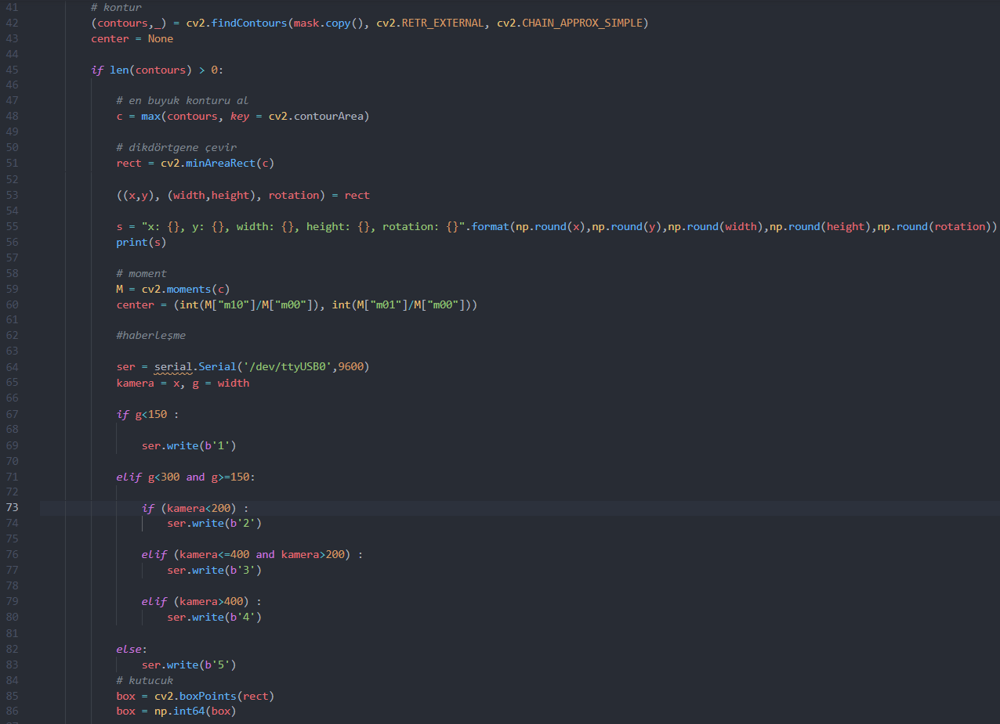 41 # kontur
42 (contours,_) = cv2.findContours(mask.copy(), cv2.RETR_EXTERNAL, cv2.CHAIN_APPROX_SIMPLE)
43 center = None
44
45 if len(contours) > 0:
46
47 # en buyuk konturu al
48 c = max(contours, key = cv2.contourArea)
49
50 # dikdörtgene çevir
51 rect = cv2.minAreaRect(c)
52
53 ((x,y), (width,height), rotation) = rect
54
55 s = "x: {}, y: {}, width: {}, height: {}, rotation: {}".format(np.round(x),np.round(y),np.round(width),np.round(height),np.round(rotation))
56 print(s)
57
58 # moment
59 M = cv2.moments(c)
60 center = (int(M["m10"]/M["m00"]), int(M["m01"]/M["m00"]))
61
62 #haberleşme
63
64 ser = serial.Serial('/dev/ttyUSB0',9600)
65 kamera = x, g = width
66
67 if g<150 :
68
69 ser.write(b'1')
70
71 elif g<300 and g>=150:
72
73 if (kamera<200) :
74 ser.write(b'2')
75
76 elif (kamera<=400 and kamera>200) :
77 ser.write(b'3')
78
79 elif (kamera>400) :
80 ser.write(b'4')
81
82 else:
83 ser.write(b'5')
84 # kutucuk
85 box = cv2.boxPoints(rect)
86 box = np.int64(box)